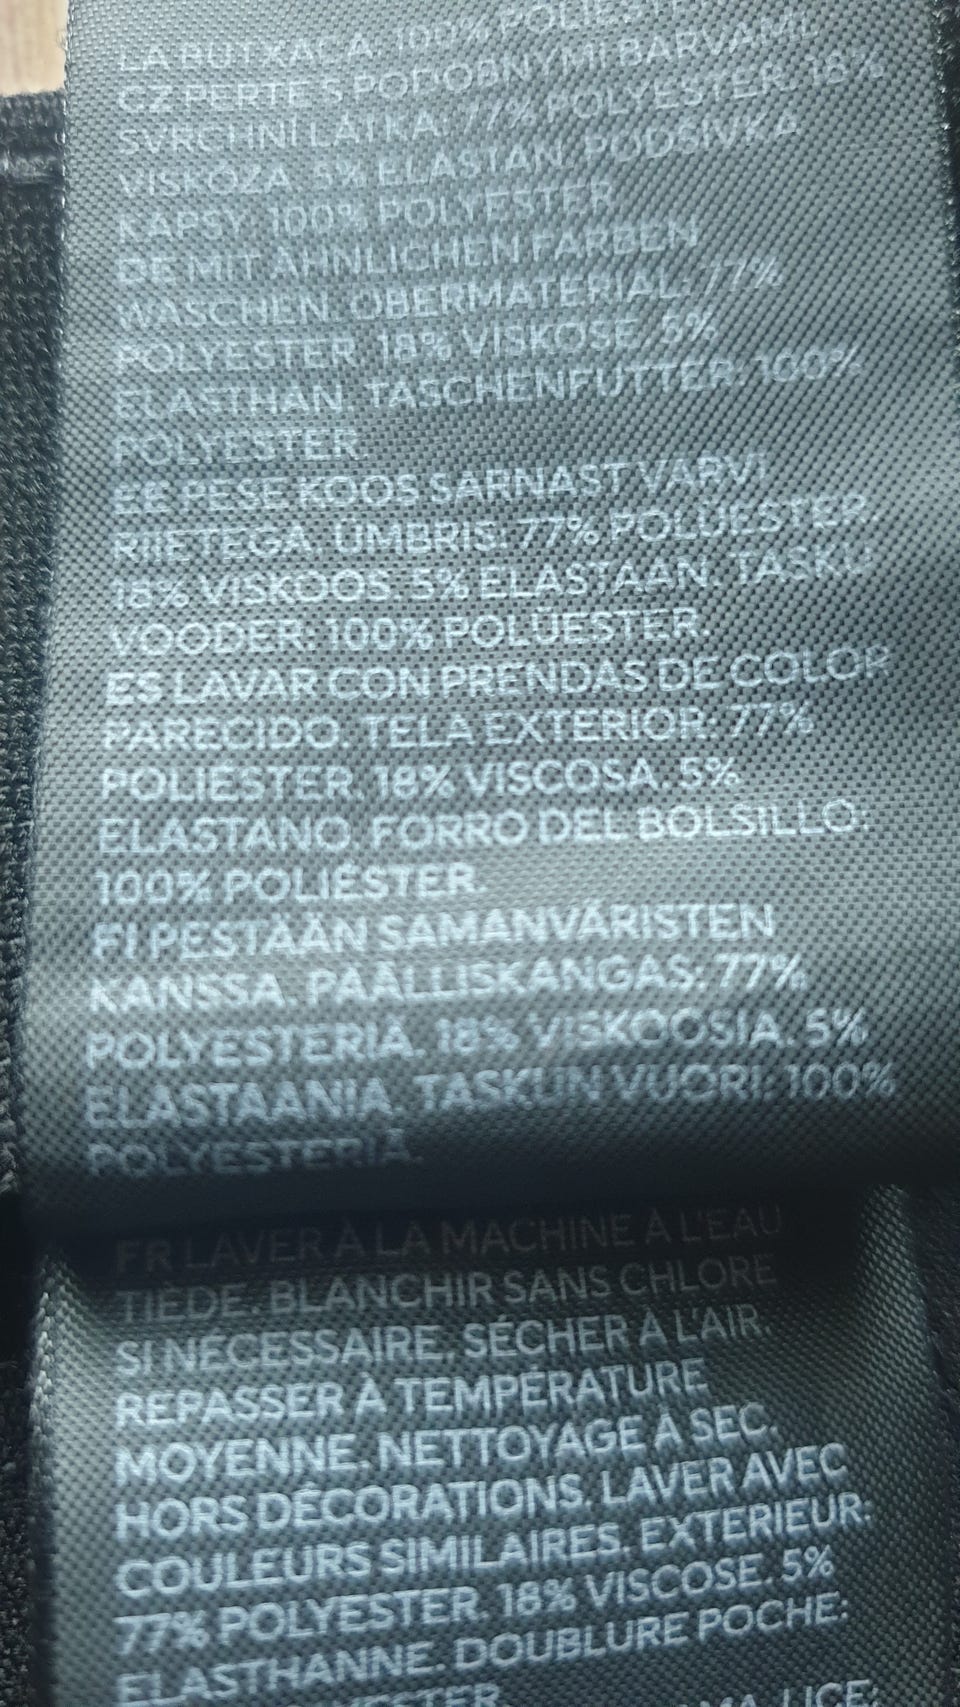 LA BUTXACA: 100% POLIÈST
CZ PERTE S PODOBNÝMI BARVAMI.
SVRCHNÍ LÁTKA: 77% POLYESTER. 18%
VISKÓZA. 5% ELASTAN. PODŠÍVKA
KAPSY: 100% POLYESTER.
DE MIT ÄHNLICHEN FARBEN
WASCHEN. OBERMATERIAL: 77%
POLYESTER. 18% VISKOSE. 5%
ELASTHAN. TASCHENFUTTER: 100%
POLYESTER.
EE PESE KOOS SARNAST VÄRVI
RIIETEGA. ÜMBRIS: 77% POLÜESTER.
18% VISKOOS. 5% ELASTAAN. TASKU
VOODER: 100% POLÜESTER.
ES LAVAR CON PRENDAS DE COLOR
PARECIDO. TELA EXTERIOR: 77%
POLIÉSTER. 18% VISCOSA. 5%
ELASTANO. FORRO DEL BOLSILLO:
100% POLIÉSTER.
FI PESTÄÄN SAMANVÄRISTEN
KANSSA. PÄÄLLISKANGAS: 77%
POLYESTERIÄ. 18% VISKOOSIA. 5%
ELASTAANIA. TASKUN VUORI: 100%
POLYESTERIÄ.
FR LAVER À LA MACHINE À L'EAU
TIÈDE. BLANCHIR SANS CHLORE
SI NÉCESSAIRE. SÉCHER À L'AIR.
REPASSER À TEMPÉRATURE
MOYENNE. NETTOYAGE À SEC.
HORS DÉCORATIONS. LAVER AVEC
COULEURS SIMILAIRES. EXTERIEUR:
77% POLYESTER. 18% VISCOSE. 5%
ELASTHANNE. DOUBLURE POCHE:
YESTER.